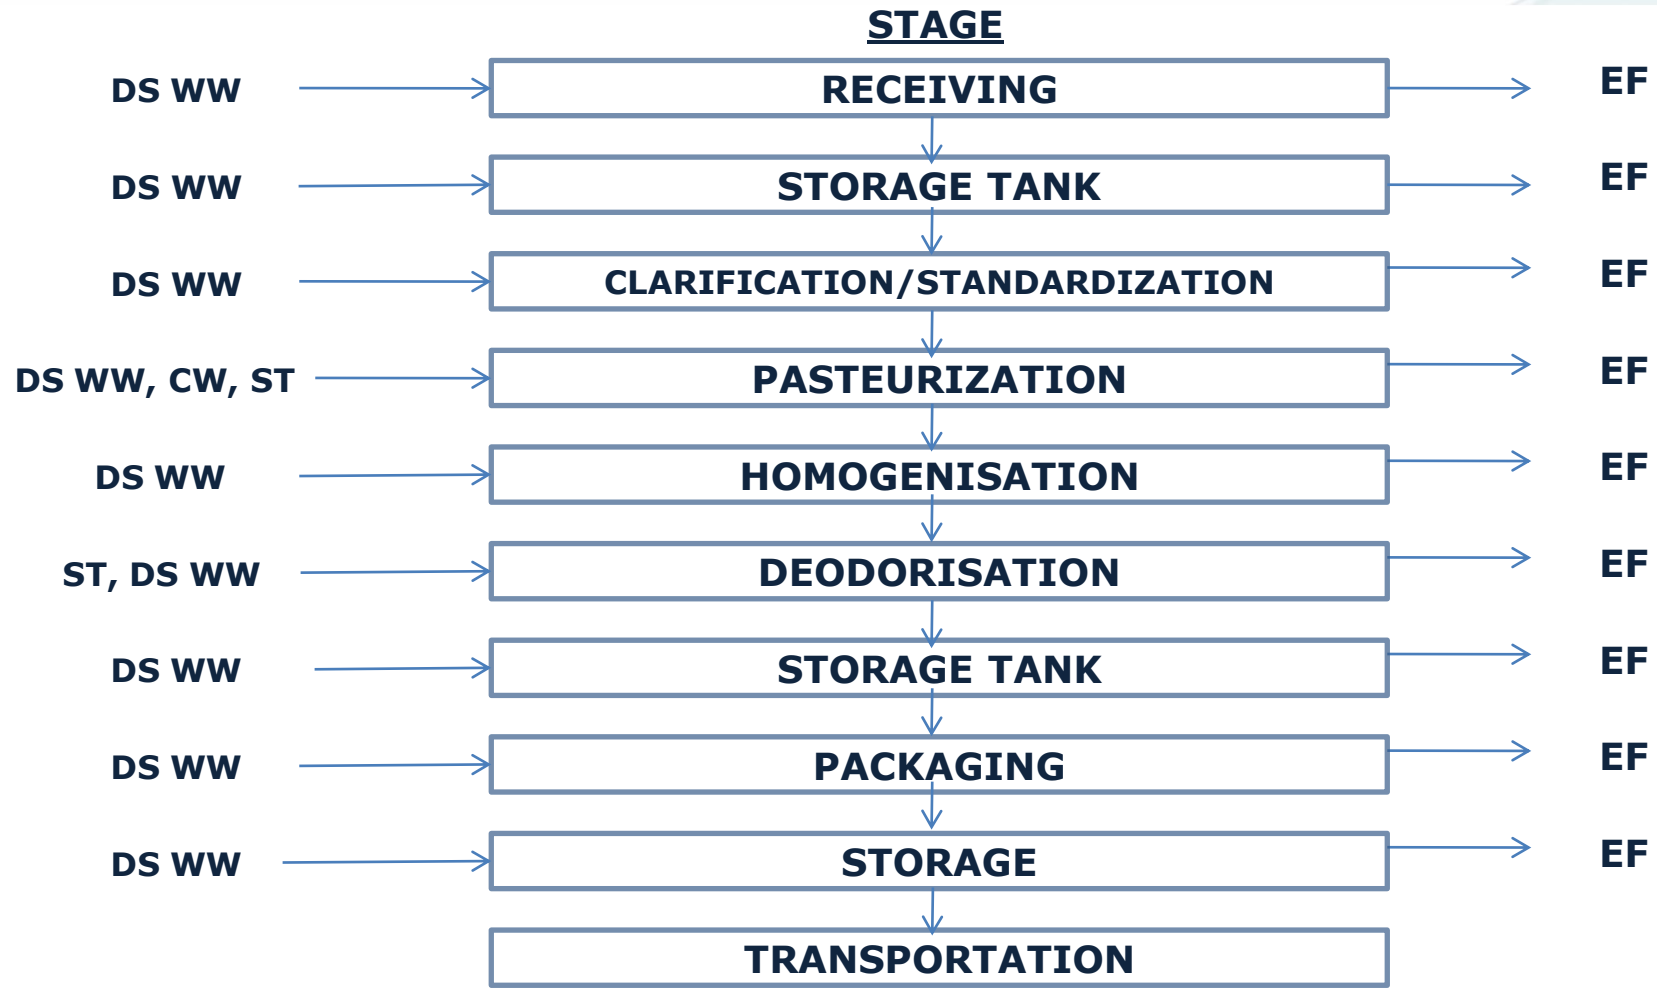 STAGE
DS WW RECEIVING EF
DS WW STORAGE TANK EF
DS WW CLARIFICATION/STANDARDIZATION EF
DS WW, CW, ST PASTEURIZATION EF
DS WW HOMOGENISATION EF
ST, DS WW DEODORISATION EF
DS WW STORAGE TANK EF
DS WW PACKAGING EF
DS WW STORAGE EF
TRANSPORTATION